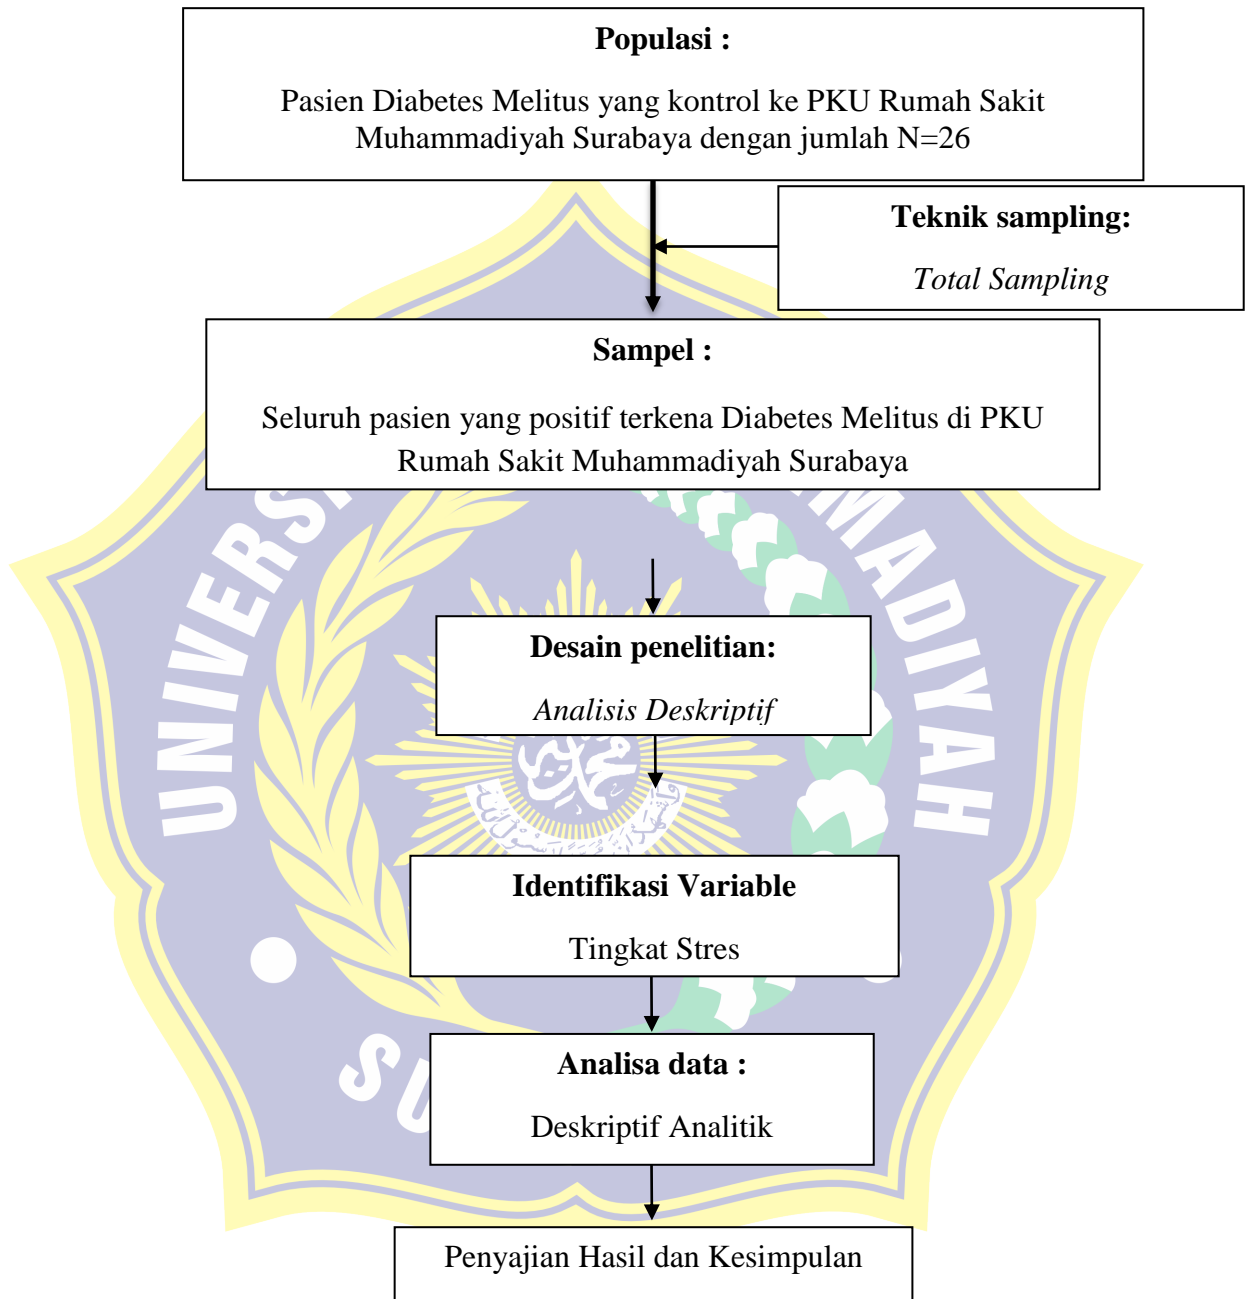 Populasi :
Pasien Diabetes Melitus yang kontrol ke PKU Rumah Sakit
Muhammadiyah Surabaya dengan jumlah N=26
Teknik sampling:
Total Sampling
Sampel :
Seluruh pasien yang positif terkena Diabetes Melitus di PKU
Rumah Sakit Muhammadiyah Surabaya
Desain penelitian:
Analisis Deskriptif
Identifikasi Variable
Tingkat Stres
Analisa data :
Deskriptif Analitik
Penyajian Hasil dan Kesimpulan